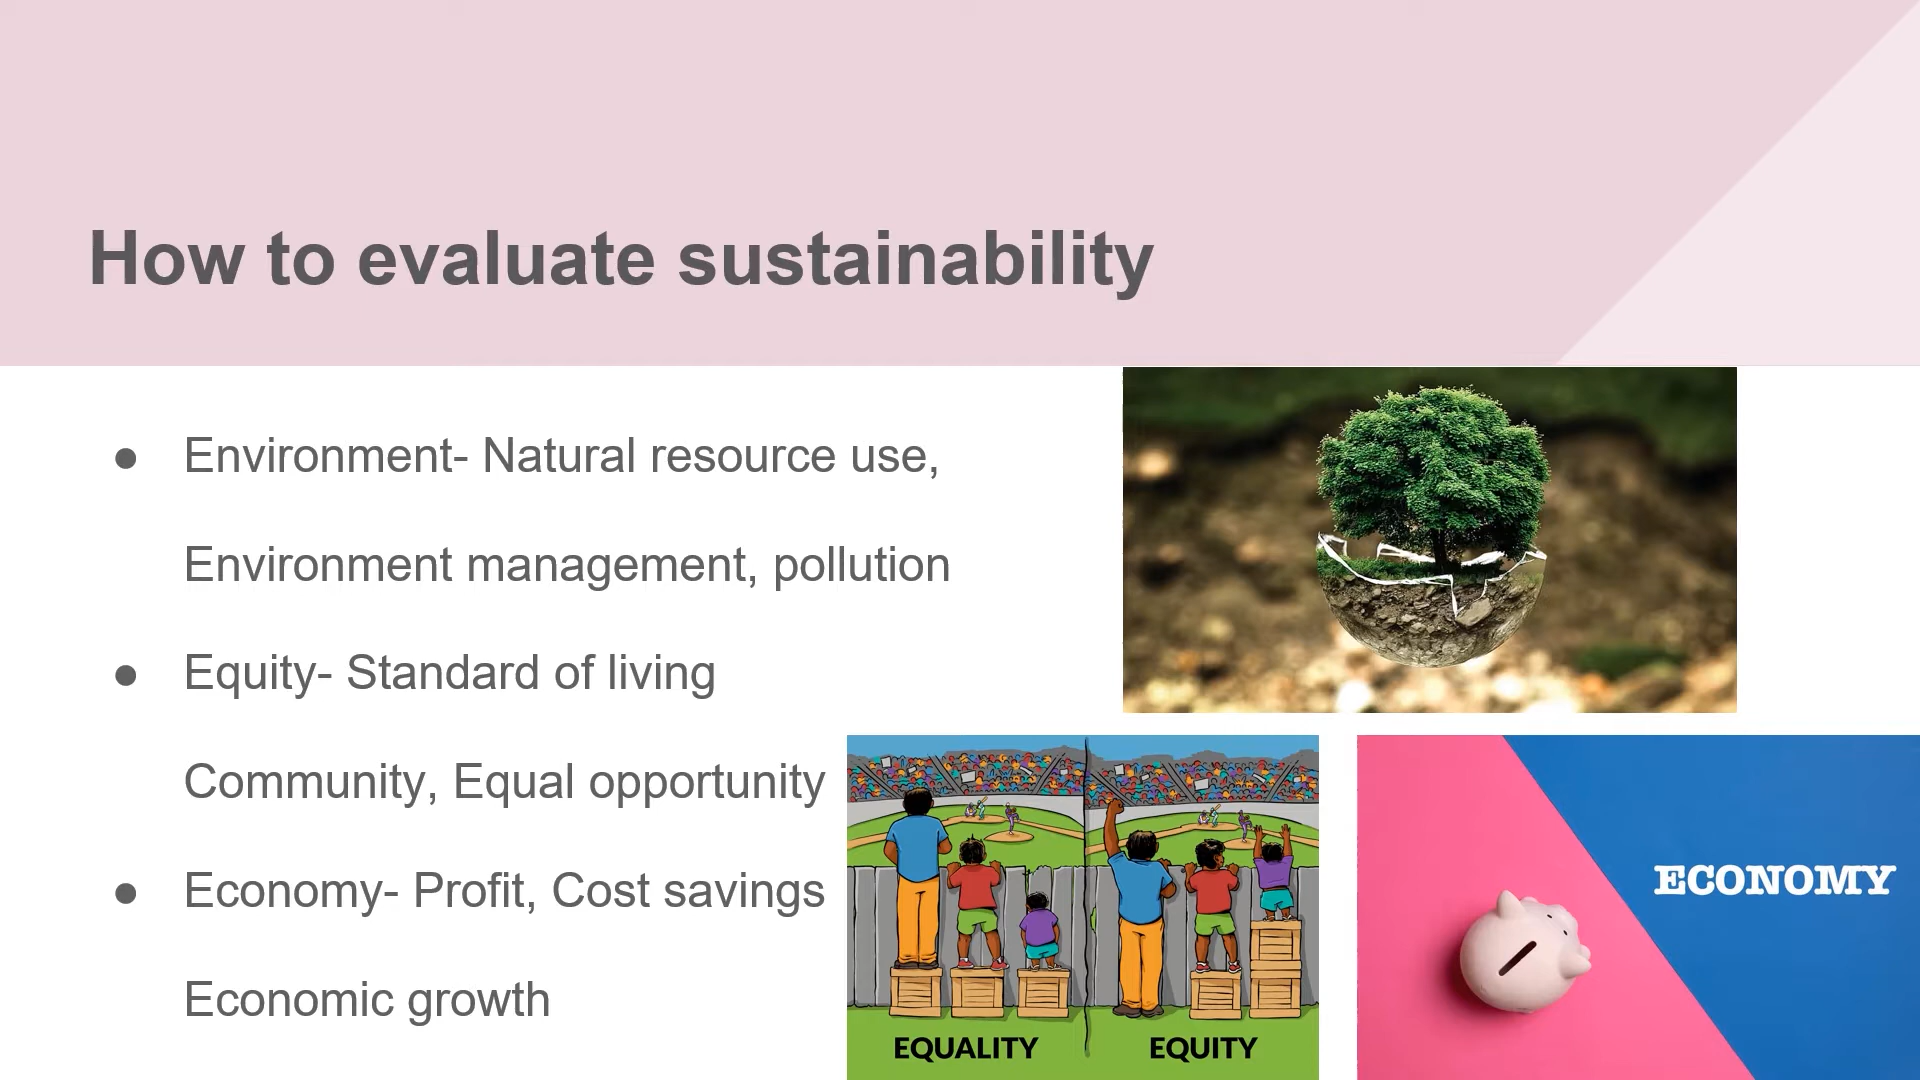 How to evaluate sustainability
● Environment- Natural resource use,
Environment management, pollution
● Equity- Standard of living
Community, Equal opportunity
● Economy- Profit, Cost savings
Economic growth
EQUALITY
EQUITY
ECONOMY